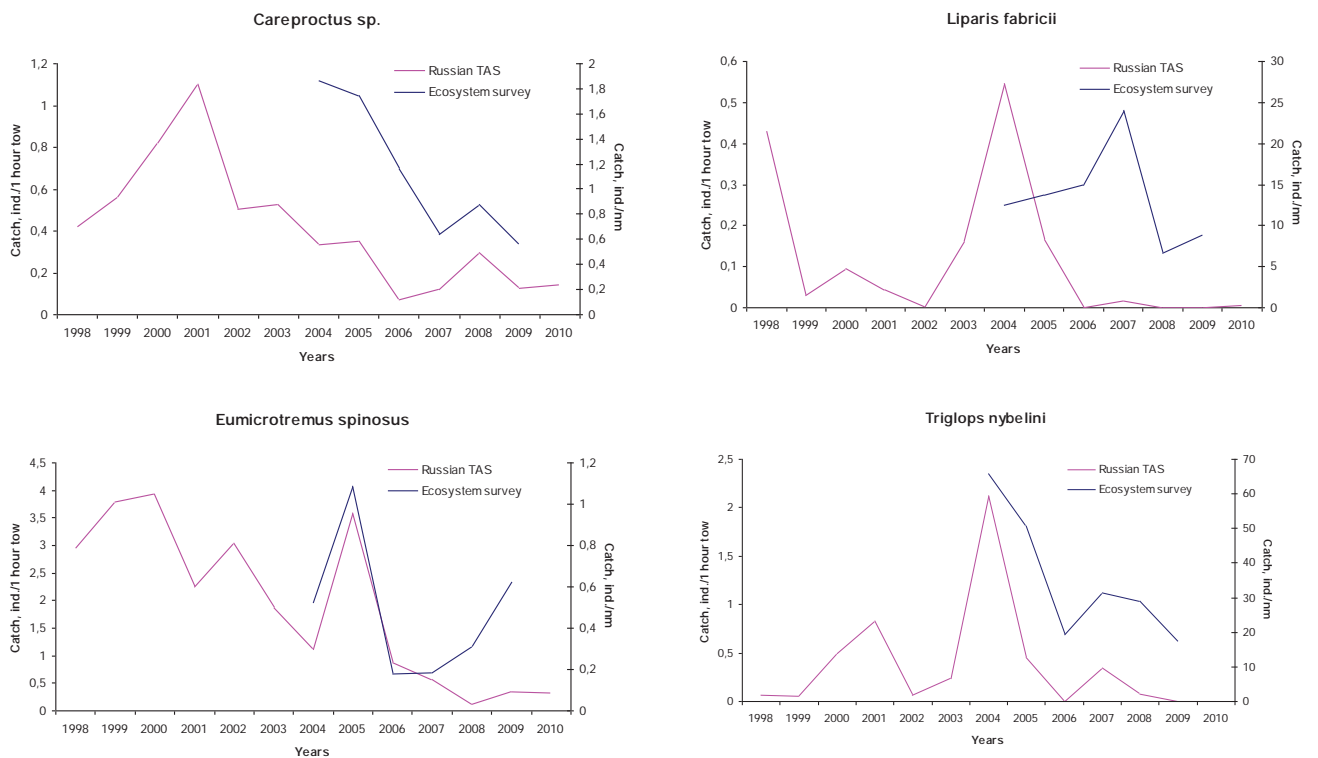 Careproctus sp.
1,2
1
0,8
0,6
0,4
0,2
0
Catch, ind./1 hour tow
Russian TAS
Ecosystem survey
2
1,8
1,6
1,4
1,2
1
0,8
0,6
0,4
0,2
0
Catch, ind./nm
1998 1999 2000 2001 2002 2003 2004 2005 2006 2007 2008 2009 2010
Years
Liparis fabricii
0,6
0,5
0,4
0,3
0,2
0,1
0
Catch, ind./1 hour tow
Russian TAS
Ecosystem survey
30
25
20
15
10
5
0
Catch, ind./nm
1998 1999 2000 2001 2002 2003 2004 2005 2006 2007 2008 2009 2010
Years
Eumicrotremus spinosus
4,5
4
3,5
3
2,5
2
1,5
1
0,5
0
Catch, ind./1 hour tow
Russian TAS
Ecosystem survey
1,2
1
0,8
0,6
0,4
0,2
0
Catch, ind./nm
1998 1999 2000 2001 2002 2003 2004 2005 2006 2007 2008 2009 2010
Years
Triglops nybelini
2,5
2
1,5
1
0,5
0
Catch, ind./1 hour tow
Russian TAS
Ecosystem survey
70
60
50
40
30
20
10
0
Catch, ind./nm
1998 1999 2000 2001 2002 2003 2004 2005 2006 2007 2008 2009 2010
Years